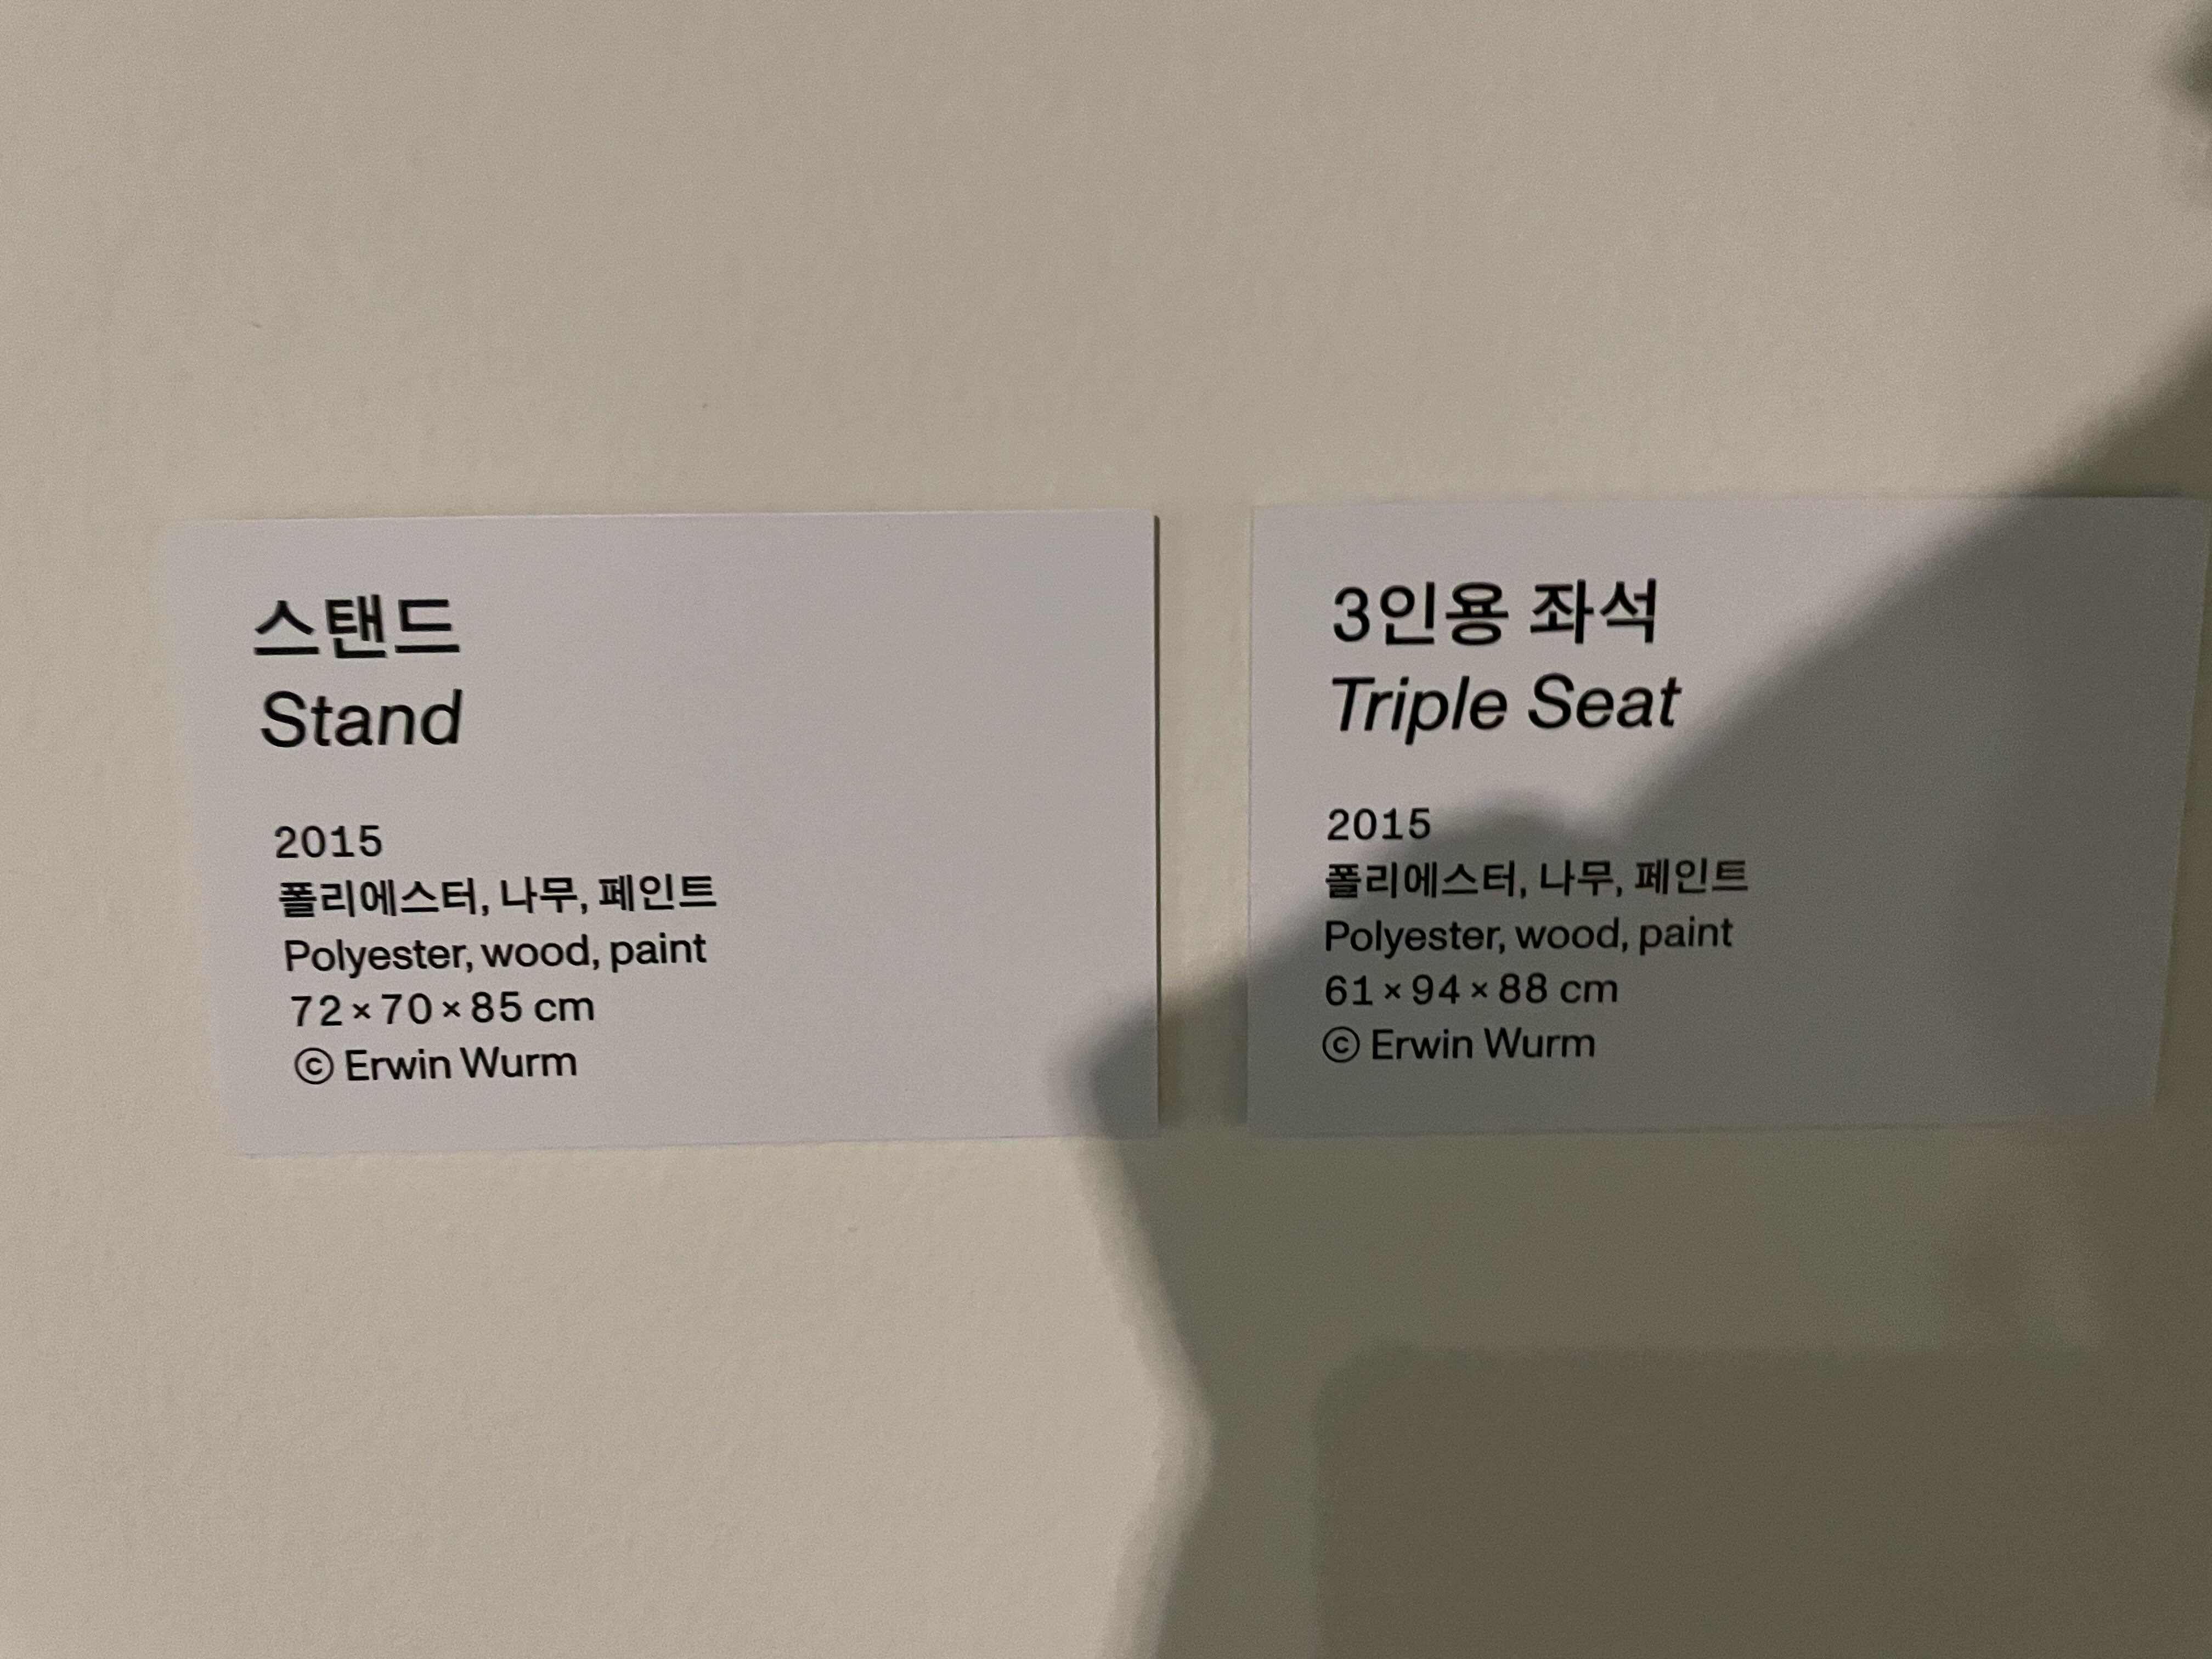 스탠드
Stand
2015
폴리에스터, 나무, 페인트
Polyester, wood, paint
72 × 70 × 85 cm
ⓒ Erwin Wurm
3인용 좌석
Triple Seat
2015
폴리에스터, 나무, 페인트
Polyester, wood, paint
61 × 94 × 88 cm
ⓒ Erwin Wurm